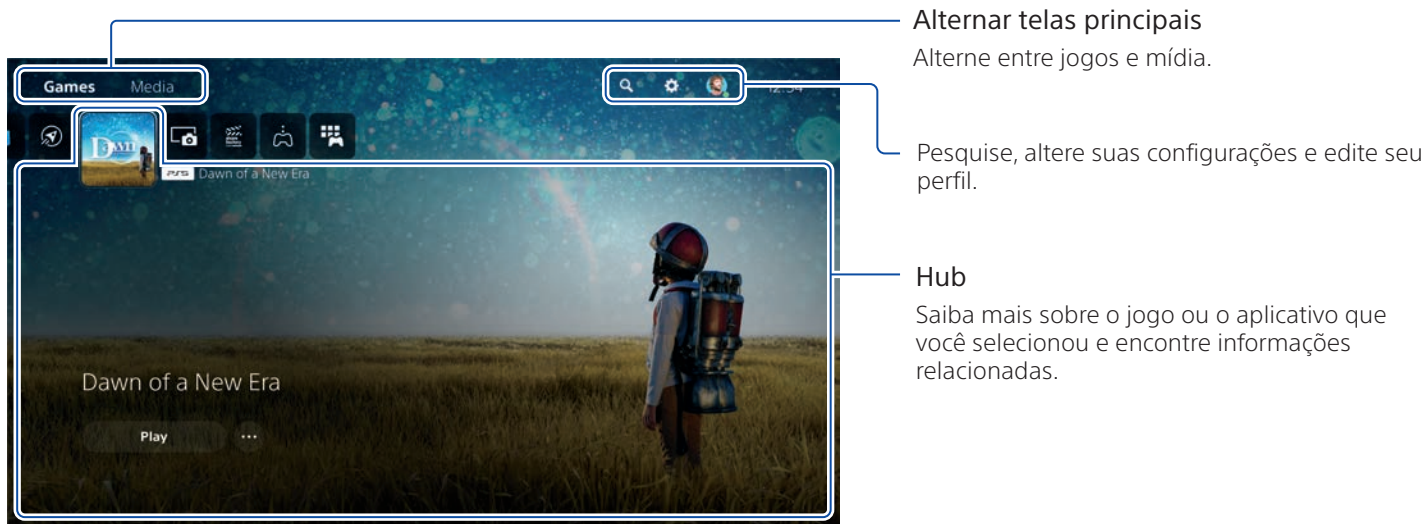 Alternar telas principais
Alterne entre jogos e mídia.
Games Media
12:34
Pesquise, altere suas configurações e edite seu
perfil.
Dawn
PS5 Dawn of a New Era
Hub
Saiba mais sobre o jogo ou o aplicativo que
você selecionou e encontre informações
relacionadas.
Dawn of a New Era
Play ...